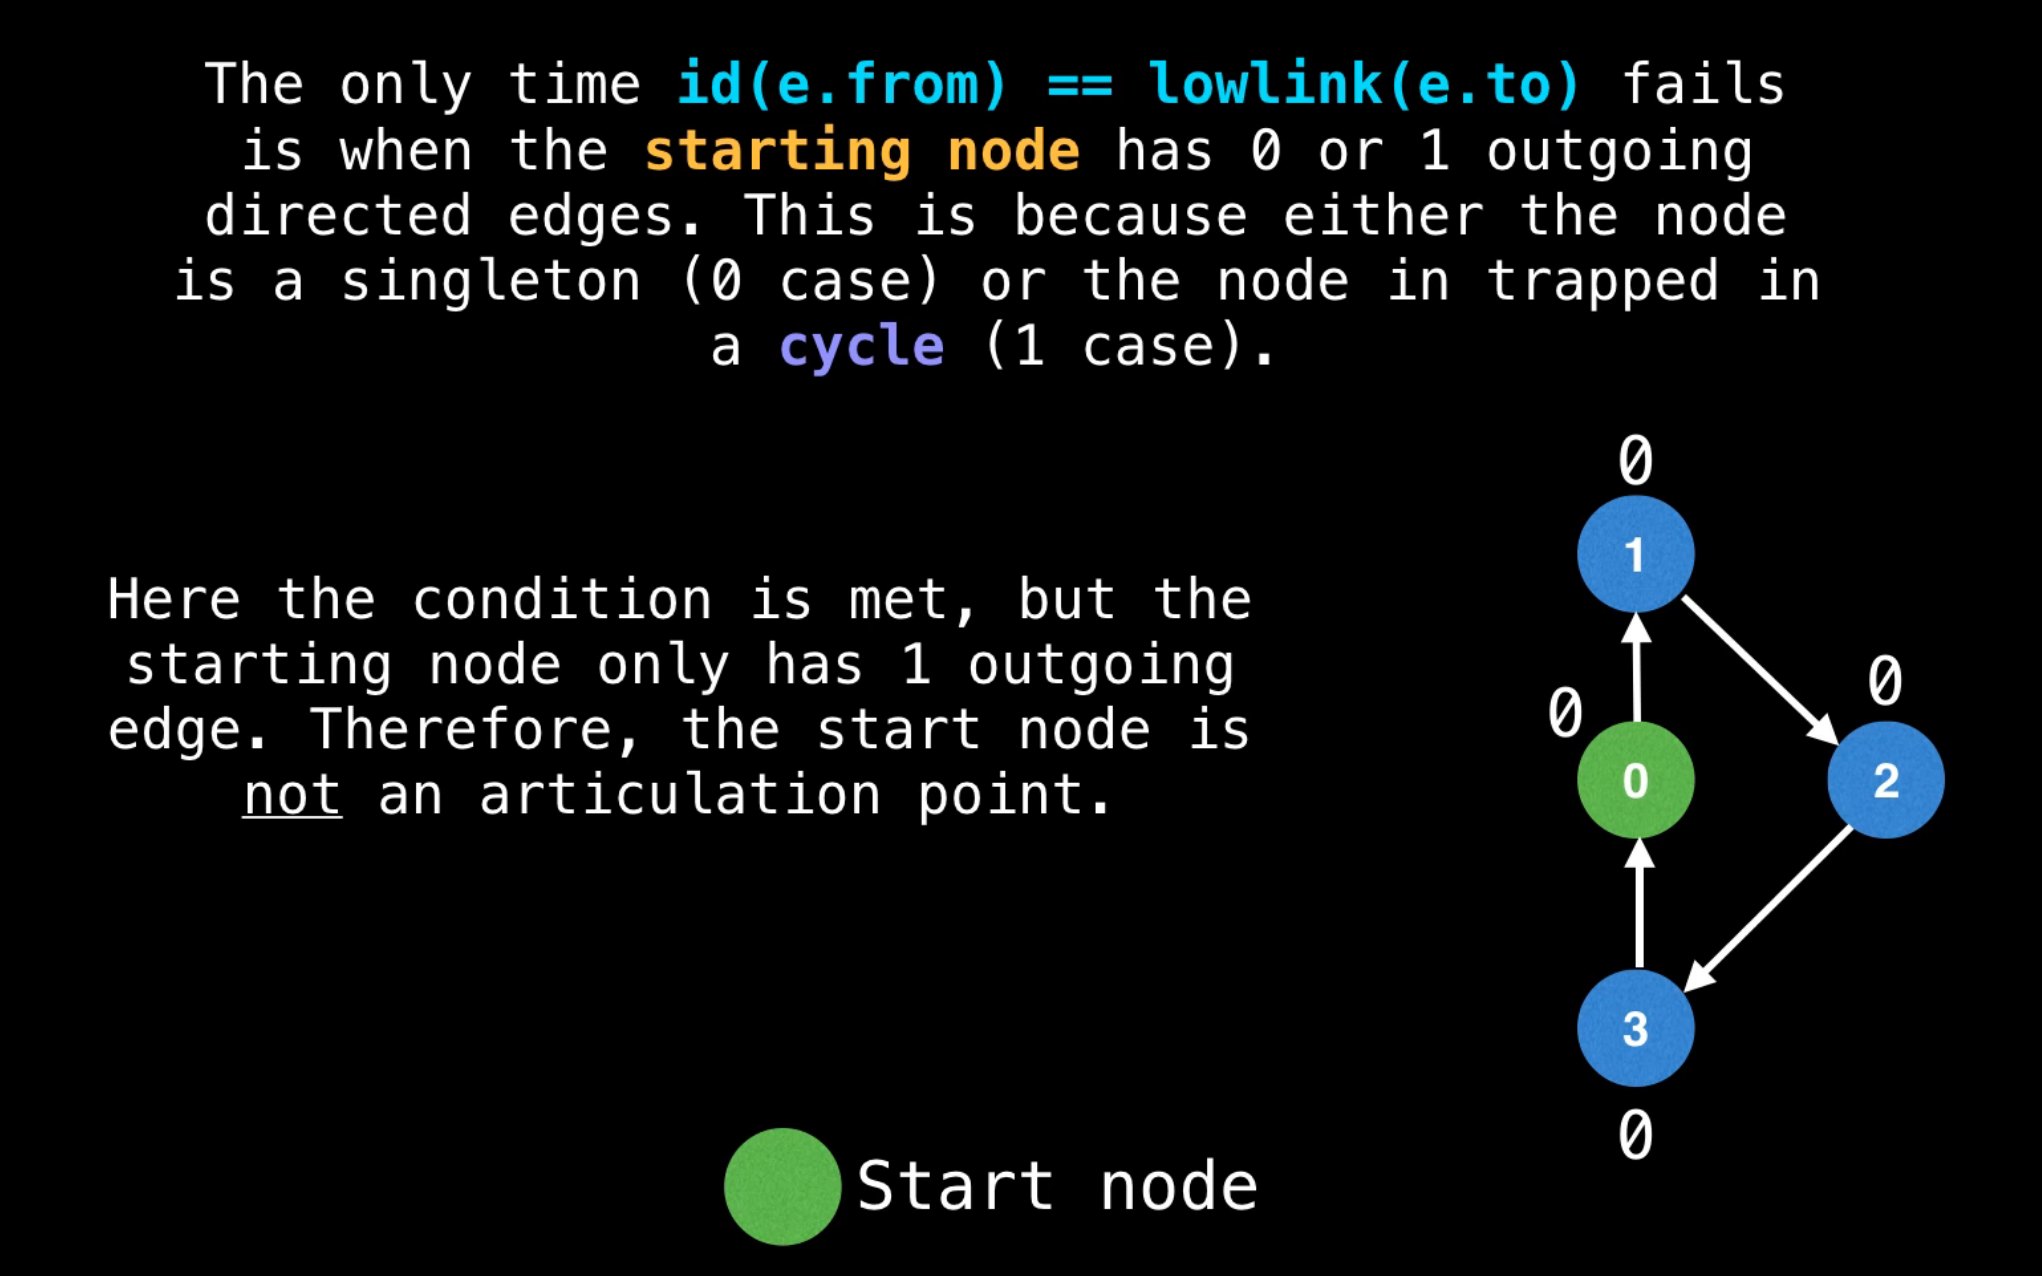 The only time id(e.from) == lowlink(e.to) fails
is when the starting node has 0 or 1 outgoing
directed edges. This is because either the node
is a singleton (0 case) or the node in trapped in
a cycle (1 case).
0
1
Here the condition is met, but the
starting node only has 1 outgoing
edge. Therefore, the start node is
not an articulation point.
0
0
0
2
3
0
Start node